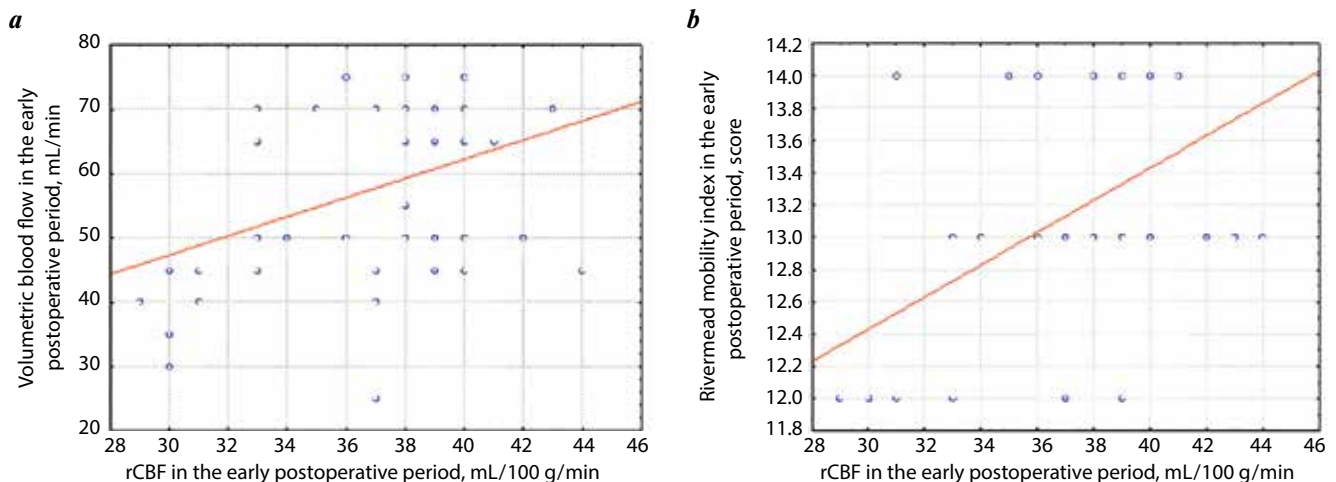 a
Volumetric blood flow in the early
postoperative period, mL/min
80
70
60
50
40
30
20
28 30 32 34 36 38 40 42 44 46
rCBF in the early postoperative period, mL/100 g/min
b
Rivermead mobility index in the early
postoperative period, score
14.2
14.0
13.8
13.6
13.4
13.2
13.0
12.8
12.6
12.4
12.2
12.0
11.8
28 30 32 34 36 38 40 42 44 46
rCBF in the early postoperative period, mL/100 g/min